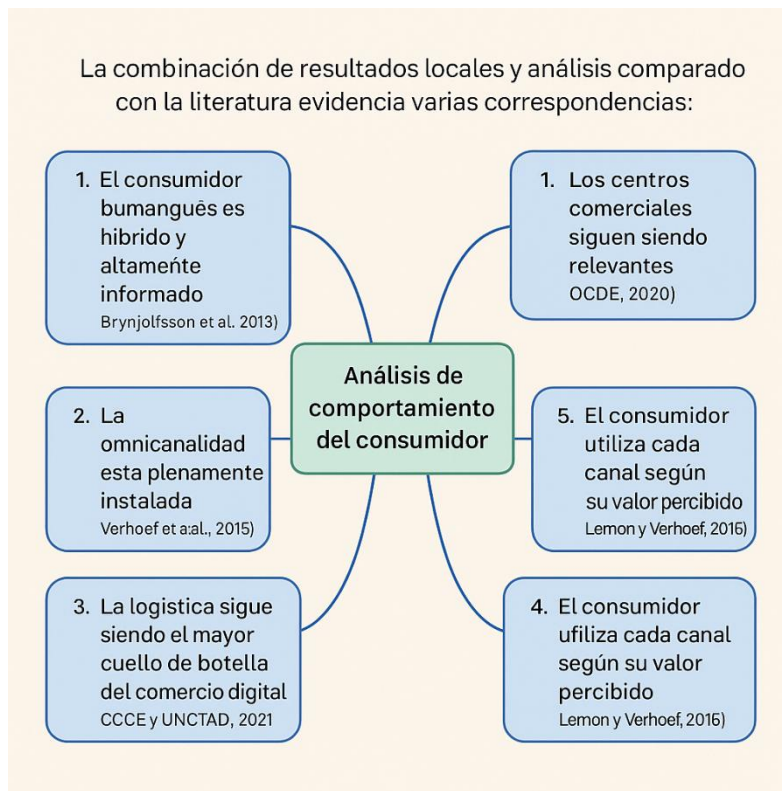 La combinación de resultados locales y análisis comparado
con la literatura evidencia varias correspondencias:
1. El consumidor
bumangués es
hibrido y
altaménte
informado
Brynjolfsson et al. 2013)
2. La
omnicanalidad
esta plenamente
instalada
Verhoef et a:al., 2015)
3. La logistica sigue
siendo el mayor
cuello de botella
del comercio digital
CCCE y UNCTAD, 2021
Análisis de
comportamiento
del consumidor
1. Los centros
comerciales
siguen siendo
relevantes
OCDE, 2020)
5. El consumidor
utiliza cada
canal según
su valor percibido
Lemon y Verhoef, 2016)
4. El consumidor
ufiliza cada canal
según su valor
percibido
Lemon y Verhoef, 2016)